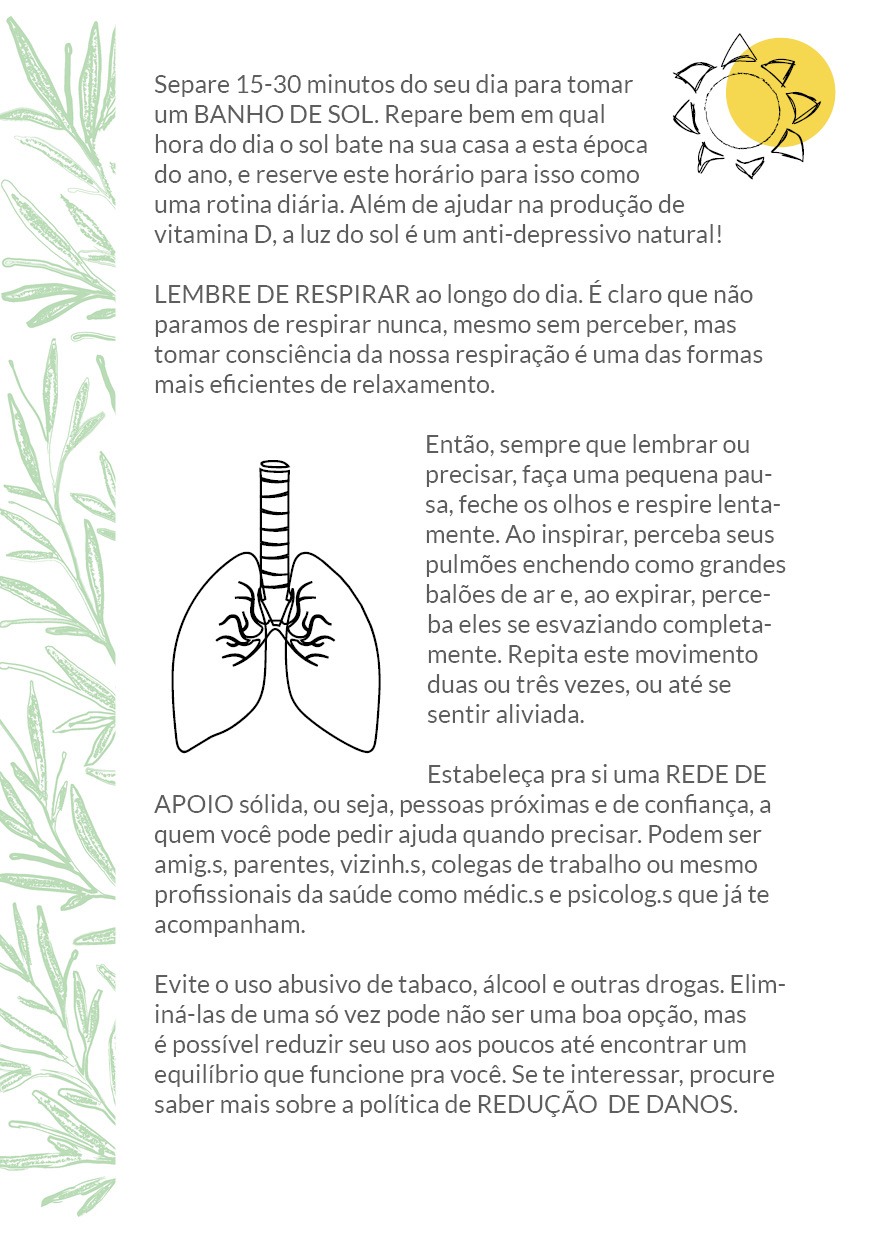 Separe 15-30 minutos do seu dia para tomar
um BANHO DE SOL. Repare bem em qual
hora do dia o sol bate na sua casa a esta época
do ano, e reserve este horário para isso como
uma rotina diária. Além de ajudar na produção de
vitamina D, a luz do sol é um anti-depressivo natural!
LEMBRE DE RESPIRAR ao longo do dia. É claro que não
paramos de respirar nunca, mesmo sem perceber, mas
tomar consciência da nossa respiração é uma das formas
mais eficientes de relaxamento.
Então, sempre que lembrar ou
precisar, faça uma pequena pau-
sa, feche os olhos e respire lenta-
mente. Ao inspirar, perceba seus
pulmões enchendo como grandes
balões de ar e, ao expirar, perce-
ba eles se esvaziando completa-
mente. Repita este movimento
duas ou três vezes, ou até se
sentir aliviada.
Estabeleça pra si uma REDE DE
APOIO sólida, ou seja, pessoas próximas e de confiança, a
quem você pode pedir ajuda quando precisar. Podem ser
amig.s, parentes, vizinh.s, colegas de trabalho ou mesmo
profissionais da saúde como médic.s e psicolog.s que já te
acompanham.
Evite o uso abusivo de tabaco, álcool e outras drogas. Elim-
iná-las de uma só vez pode não ser uma boa opção, mas
é possível reduzir seu uso aos poucos até encontrar um
equilíbrio que funcione pra você. Se te interessar, procure
saber mais sobre a política de REDUÇÃO  DE DANOS.